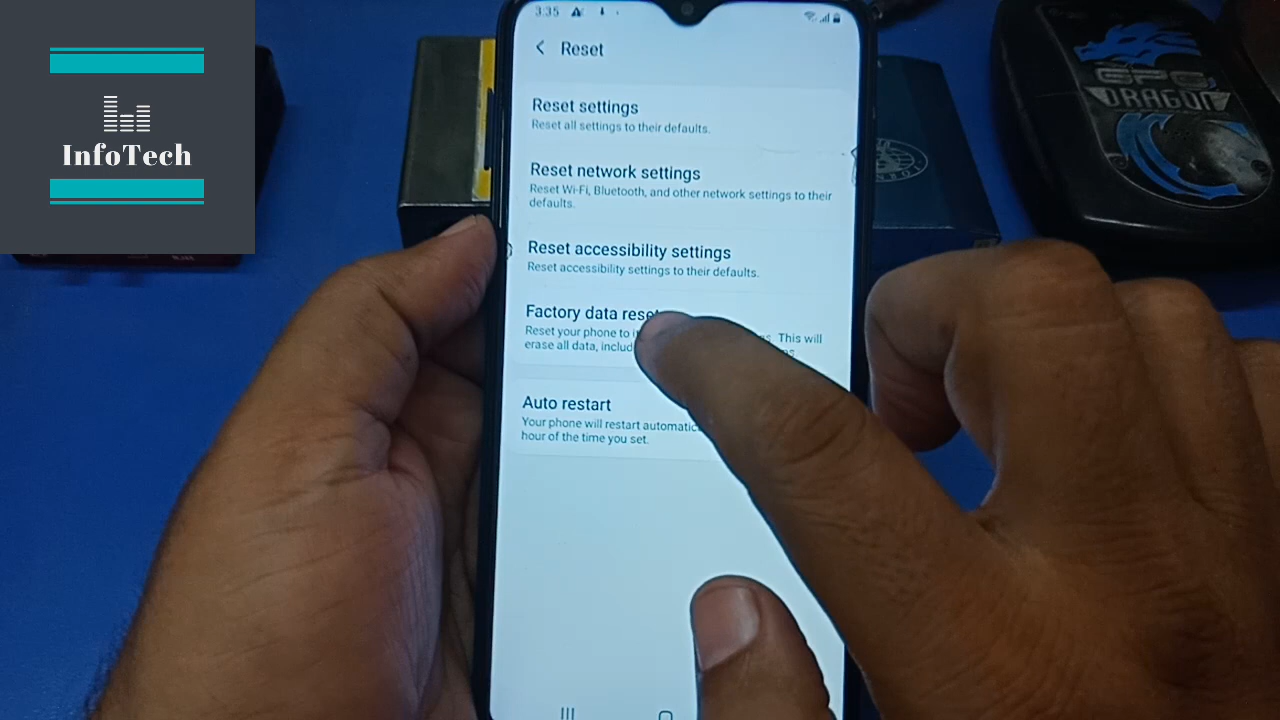 InfoTech
3:35
Reset
Reset settings
Reset all settings to their defaults.
Reset network settings
Reset Wi-Fi, Bluetooth, and other network settings to their
defaults.
Reset accessibility settings
Reset accessibility settings to their defaults.
Factory data reset
Reset your phone to This will
erase all data,
Auto restart
Your phone will restart
hour of the time you set.
EPC
DRAGON